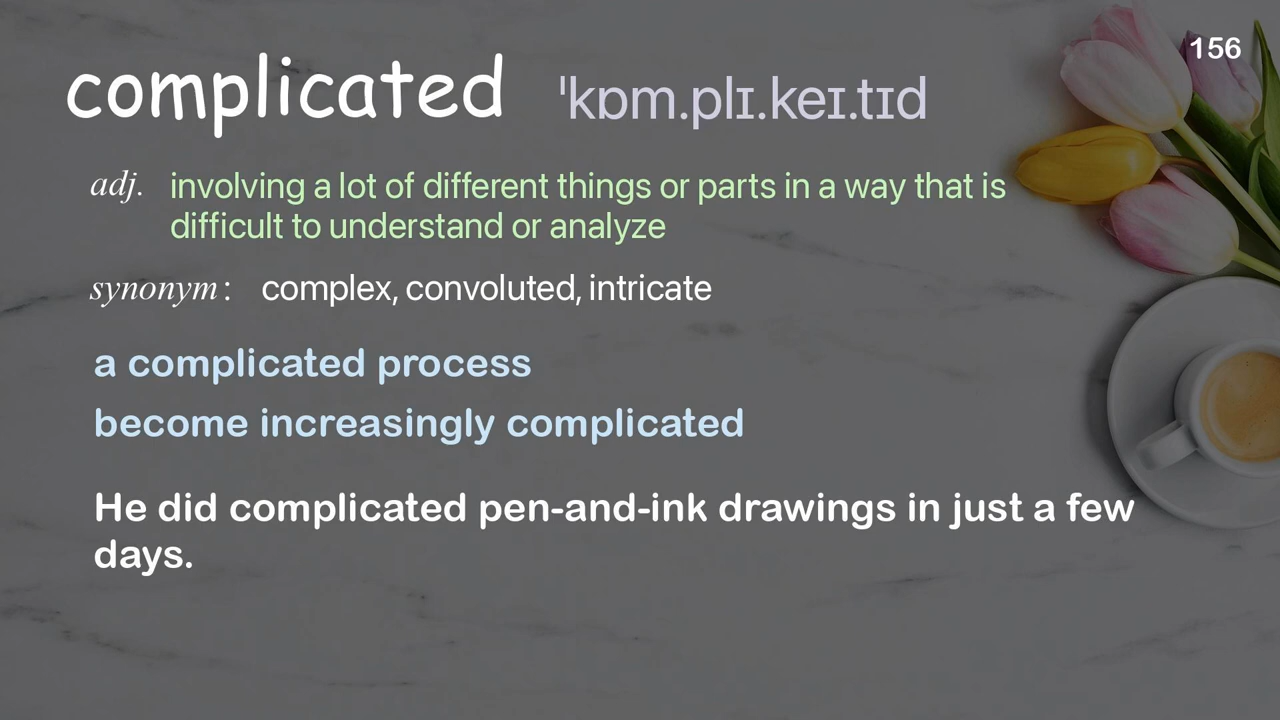 156
complicated ˈkɒm.plɪ.keɪ.tɪd
adj. involving a lot of different things or parts in a way that is
difficult to understand or analyze
synonym: complex, convoluted, intricate
a complicated process
become increasingly complicated
He did complicated pen-and-ink drawings in just a few
days.